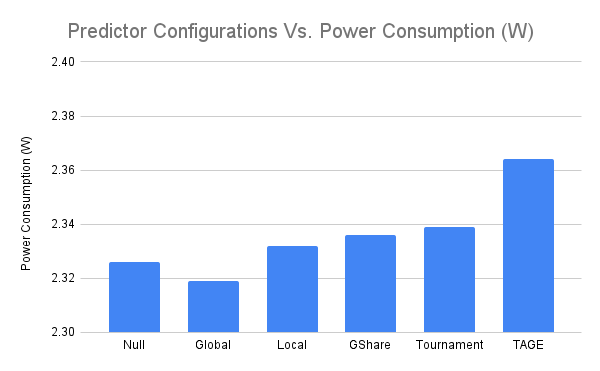 Predictor Configurations Vs. Power Consumption (W)
Power Consumption (W)
2.40
2.38
2.36
2.34
2.32
2.30
Null Global Local GShare Tournament TAGE